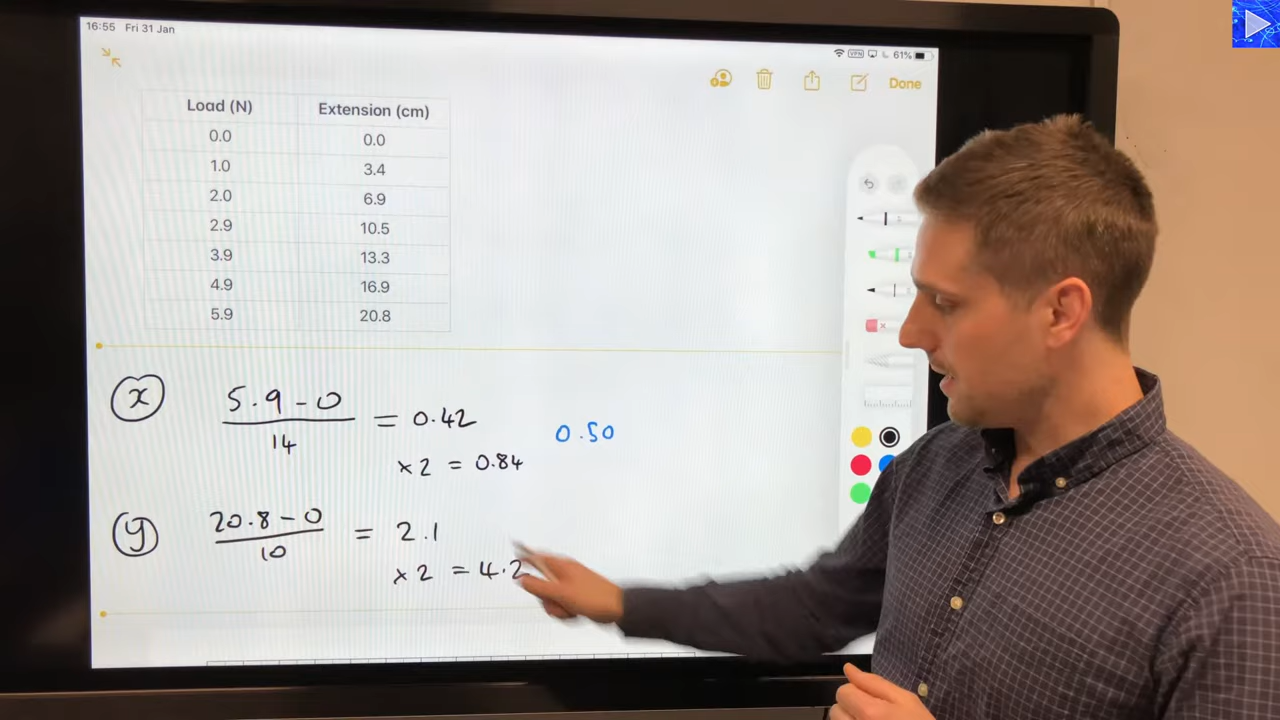 16:55 Fri 31 Jan
VPN 61%
Done
Load (N) Extension (cm)
0.0 0.0
1.0 3.4
2.0 6.9
2.9 10.5
3.9 13.3
4.9 16.9
5.9 20.8
x 5.9 - 0 / 14 = 0.42
0.50
×2 = 0.84
y 20.8 - 0 / 10 = 2.1
×2 = 4.2